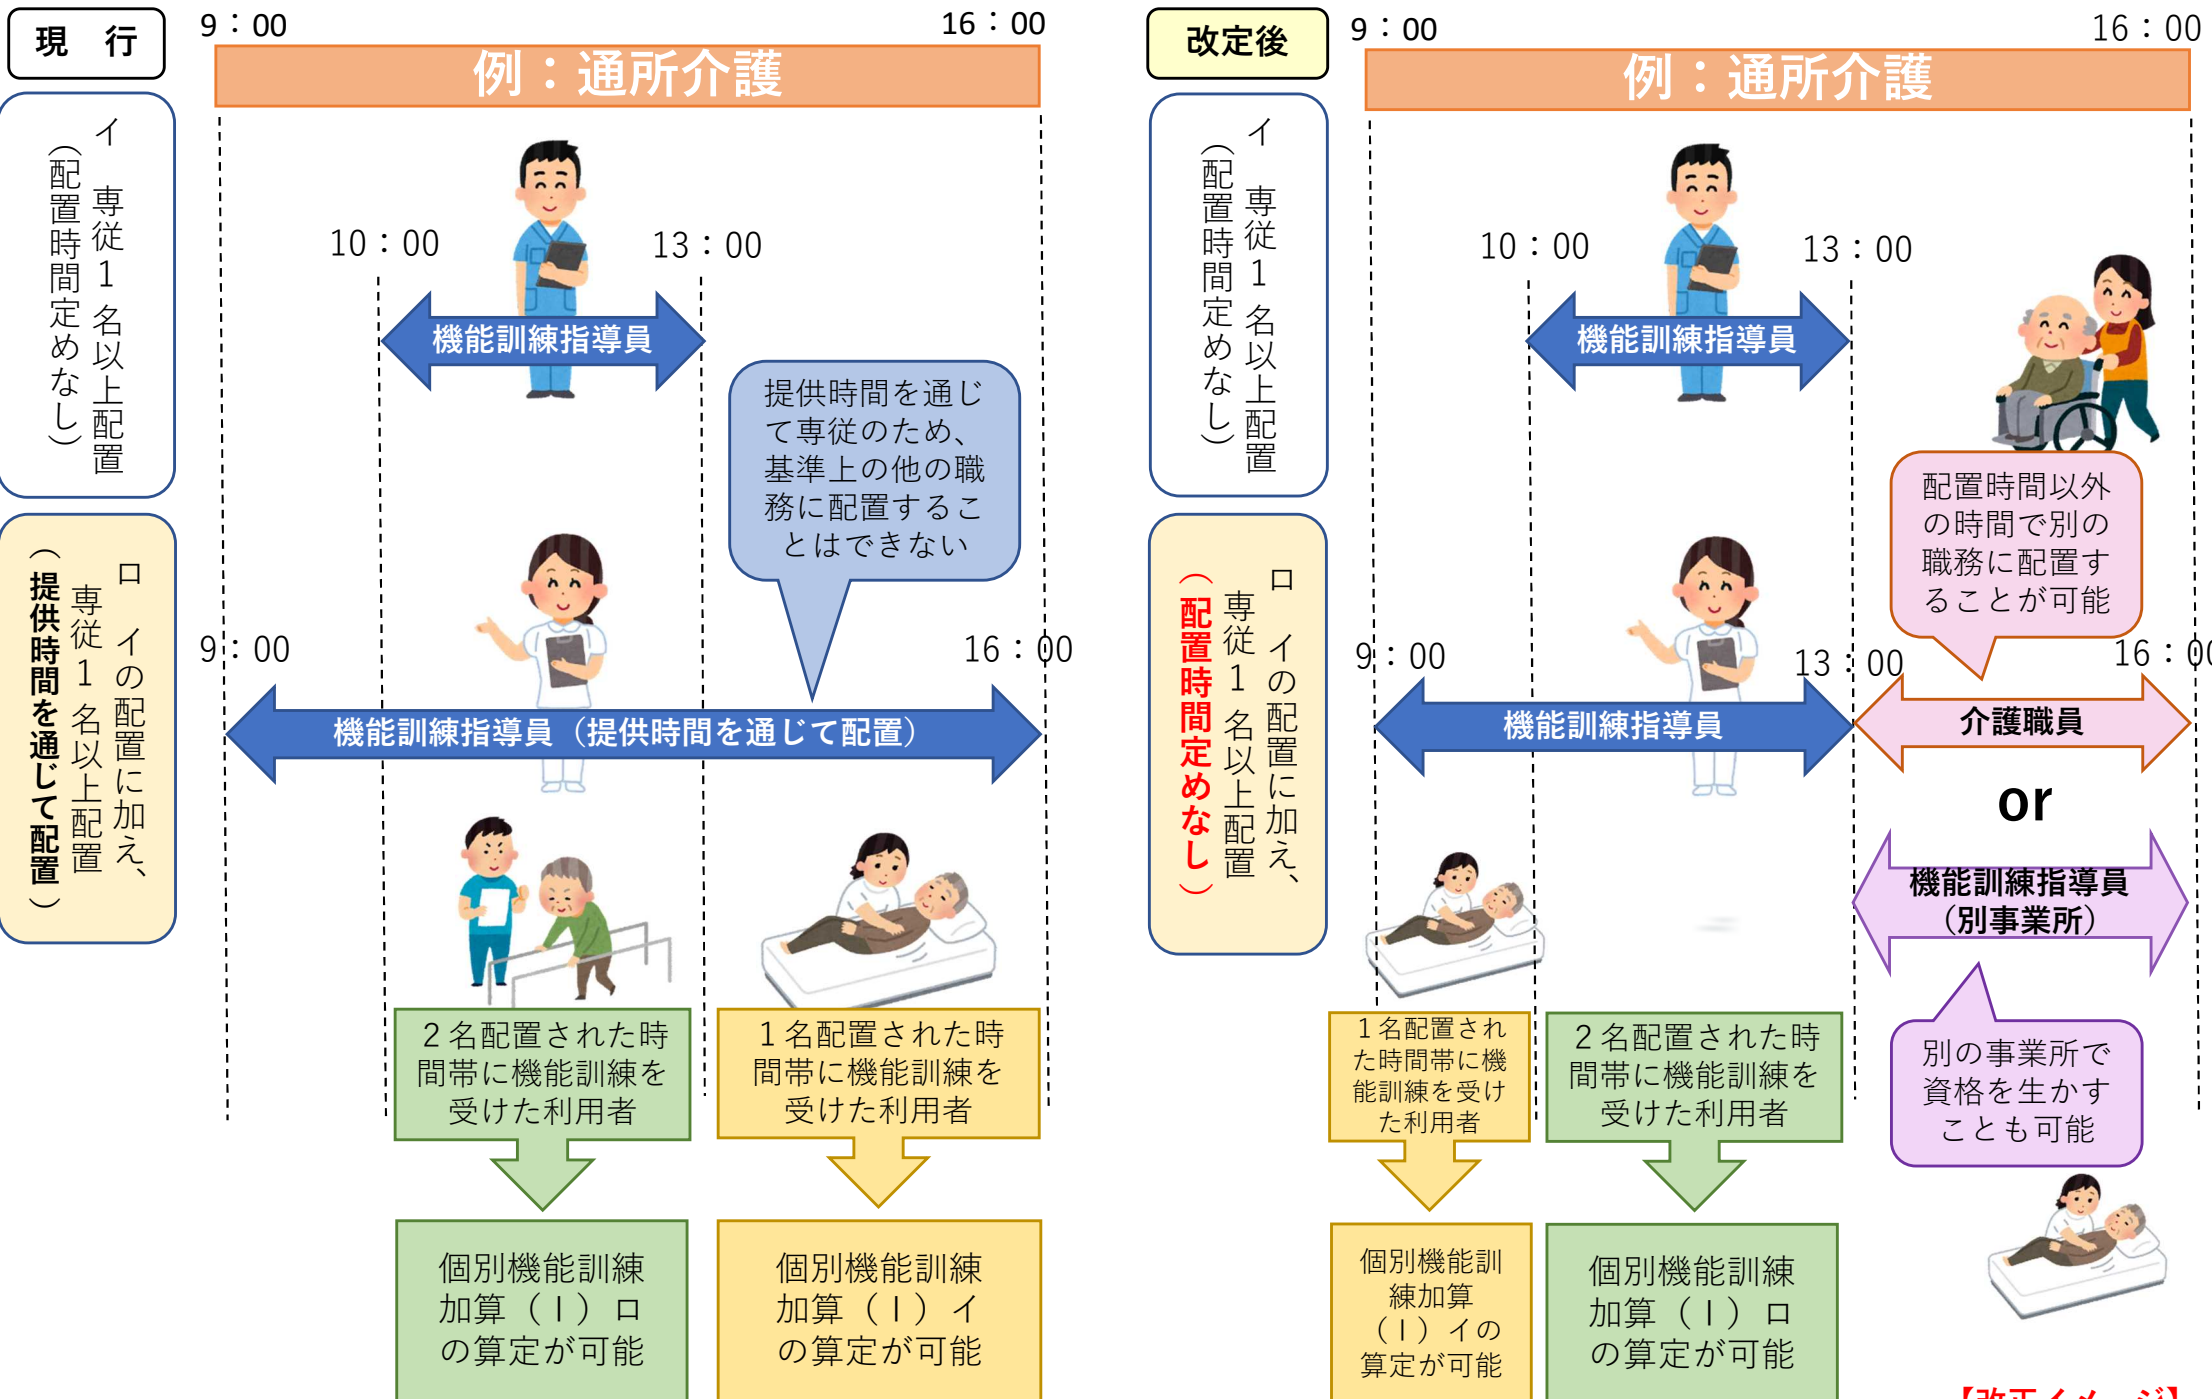 現　行
9：00
16：00
例：通所介護
イ　専従１名以上配置
（配置時間定めなし）
10：00
13：00
機能訓練指導員
提供時間を通じ
て専従のため、
基準上の他の職
務に配置するこ
とはできない
ロ　イの配置に加え、
専従１名以上配置
（提供時間を通じて配置）
9：00
16：00
機能訓練指導員（提供時間を通じて配置）
２名配置された時
間帯に機能訓練を
受けた利用者
１名配置された時
間帯に機能訓練を
受けた利用者
個別機能訓練
加算（Ⅰ）ロ
の算定が可能
個別機能訓練
加算（Ⅰ）イ
の算定が可能
改定後
9：00
16：00
例：通所介護
イ　専従１名以上配置
（配置時間定めなし）
10：00
13：00
機能訓練指導員
配置時間以外
の時間で別の
職務に配置す
ることが可能
ロ　イの配置に加え、
専従１名以上配置
（配置時間定めなし）
9：00
13：00
16：00
機能訓練指導員
介護職員
or
機能訓練指導員
（別事業所）
別の事業所で
資格を生かす
ことも可能
１名配置され
た時間帯に機
能訓練を受け
た利用者
２名配置された時
間帯に機能訓練を
受けた利用者
個別機能訓
練加算
（Ⅰ）イの
算定が可能
個別機能訓練
加算（Ⅰ）ロ
の算定が可能
【改正イメージ】